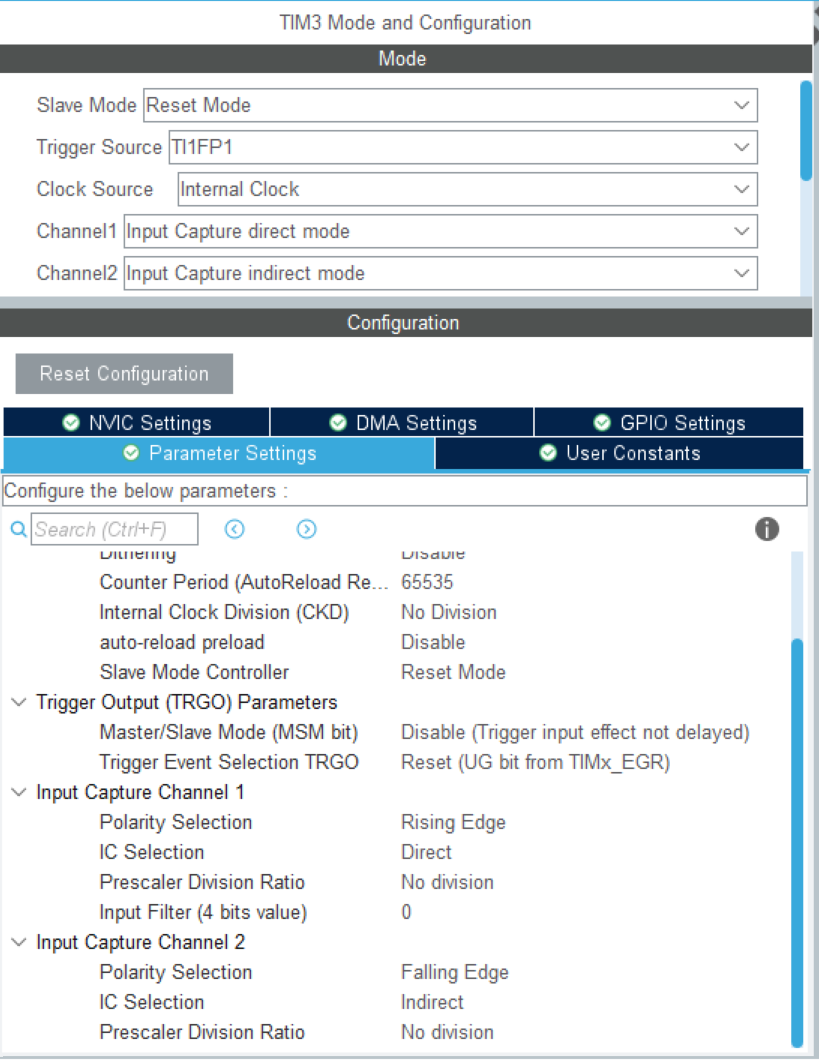 TIM3 Mode and Configuration
Mode
Slave Mode Reset Mode
Trigger Source TI1FP1
Clock Source Internal Clock
Channel1 Input Capture direct mode
Channel2 Input Capture indirect mode
Configuration
Reset Configuration
NVIC Settings DMA Settings GPIO Settings
Parameter Settings User Constants
Configure the below parameters :
Search (Ctrl+F)
Dithering Disable
Counter Period (AutoReload Re... 65535
Internal Clock Division (CKD) No Division
auto-reload preload Disable
Slave Mode Controller Reset Mode
Trigger Output (TRGO) Parameters
Master/Slave Mode (MSM bit) Disable (Trigger input effect not delayed)
Trigger Event Selection TRGO Reset (UG bit from TIMx_EGR)
Input Capture Channel 1
Polarity Selection Rising Edge
IC Selection Direct
Prescaler Division Ratio No division
Input Filter (4 bits value) 0
Input Capture Channel 2
Polarity Selection Falling Edge
IC Selection Indirect
Prescaler Division Ratio No division